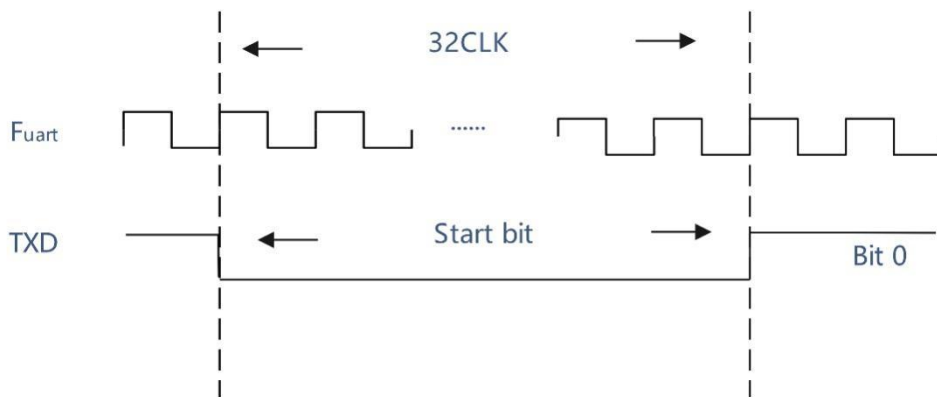 32CLK
Fuart
......
TXD
Start bit
Bit 0